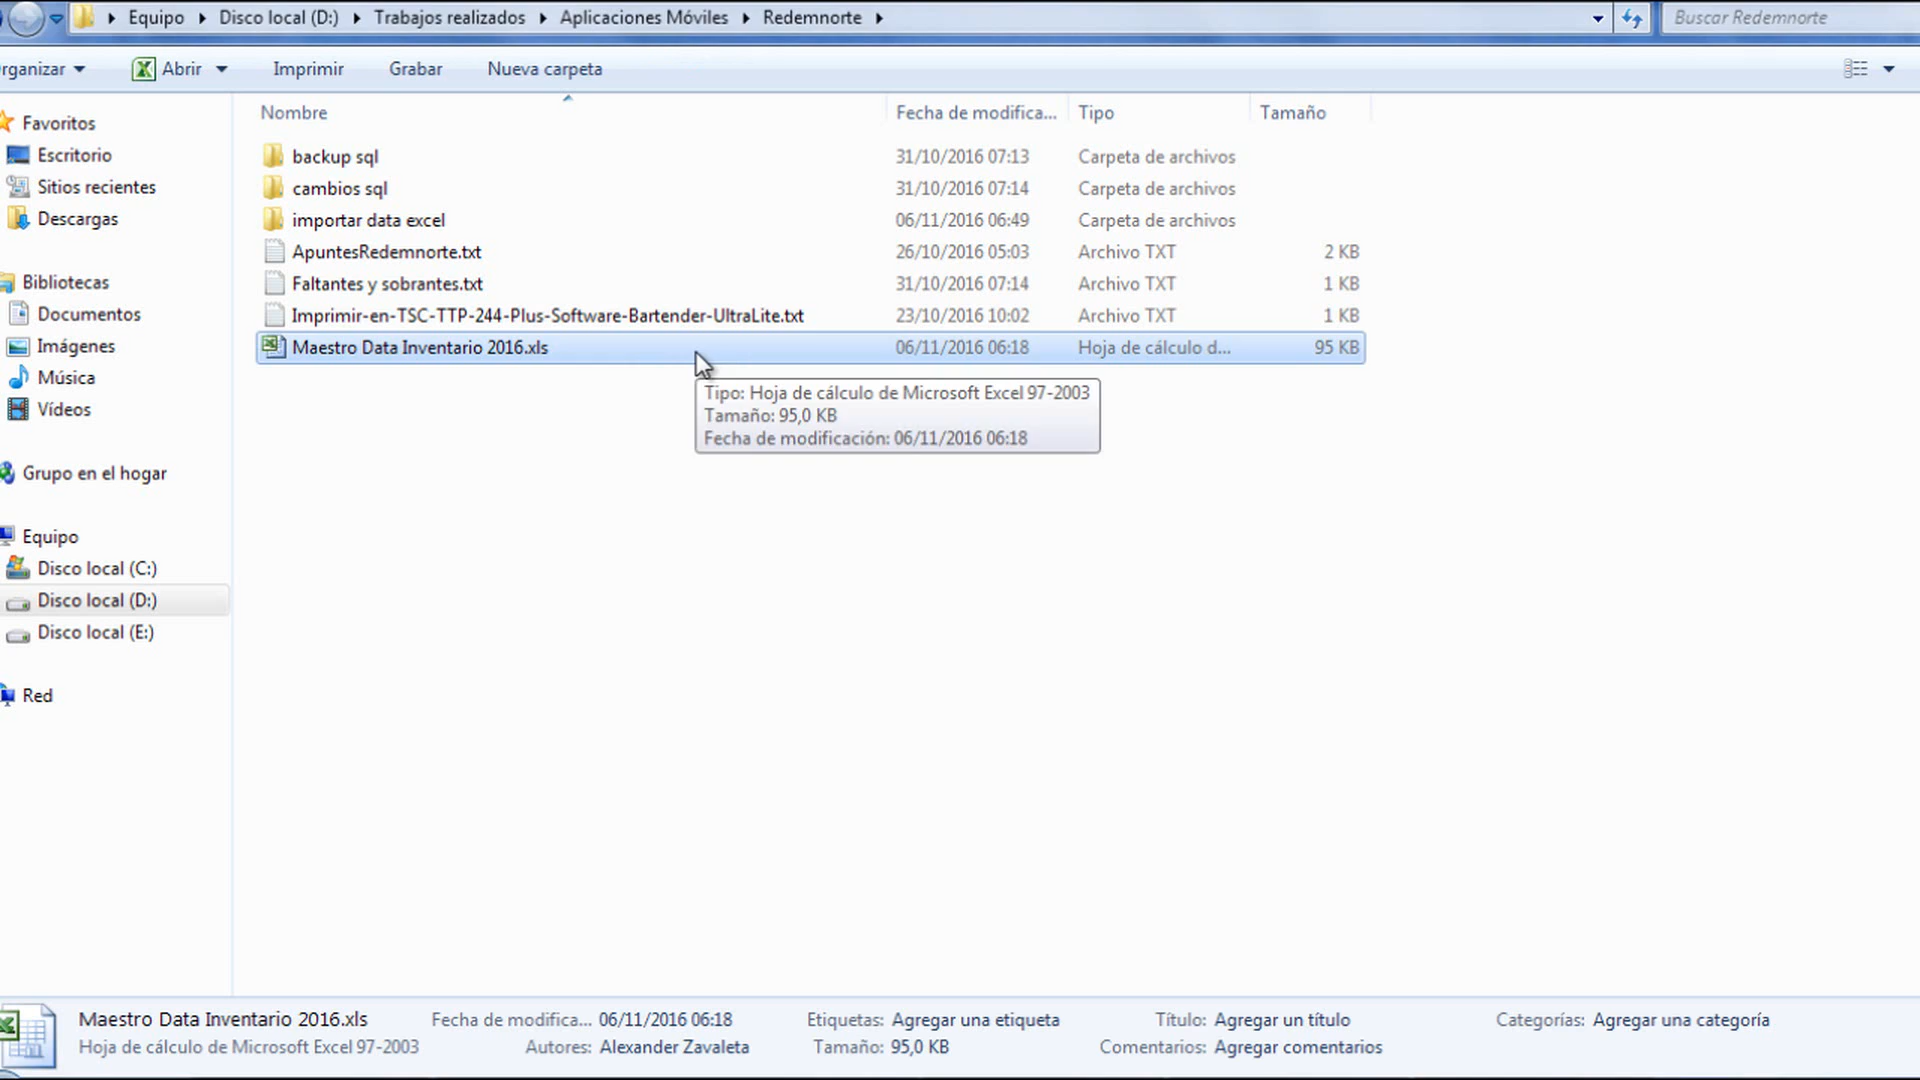 Equipo Disco local (D:) Trabajos realizados Aplicaciones Móviles Redemnorte Buscar Redemnorte
rganizar Abrir Imprimir Grabar Nueva carpeta
Nombre Fecha de modifica... Tipo Tamaño
Favoritos
Escritorio
Sitios recientes
Descargas
Bibliotecas
Documentos
Imágenes
Música
Vídeos
Grupo en el hogar
Equipo
Disco local (C:)
Disco local (D:)
Disco local (E:)
Red
backup sql 31/10/2016 07:13 Carpeta de archivos
cambios sql 31/10/2016 07:14 Carpeta de archivos
importar data excel 06/11/2016 06:49 Carpeta de archivos
ApuntesRedemnorte.txt 26/10/2016 05:03 Archivo TXT 2 KB
Faltantes y sobrantes.txt 31/10/2016 07:14 Archivo TXT 1 KB
Imprimir-en-TSC-TTP-244-Plus-Software-Bartender-UltraLite.txt 23/10/2016 10:02 Archivo TXT 1 KB
Maestro Data Inventario 2016.xls 06/11/2016 06:18 Hoja de cálculo d... 95 KB
Tipo: Hoja de cálculo de Microsoft Excel 97-2003
Tamaño: 95,0 KB
Fecha de modificación: 06/11/2016 06:18
Maestro Data Inventario 2016.xls Fecha de modifica... 06/11/2016 06:18 Etiquetas: Agregar una etiqueta Título: Agregar un título Categorías: Agregar una categoría
Hoja de cálculo de Microsoft Excel 97-2003 Autores: Alexander Zavaleta Tamaño: 95,0 KB Comentarios: Agregar comentarios